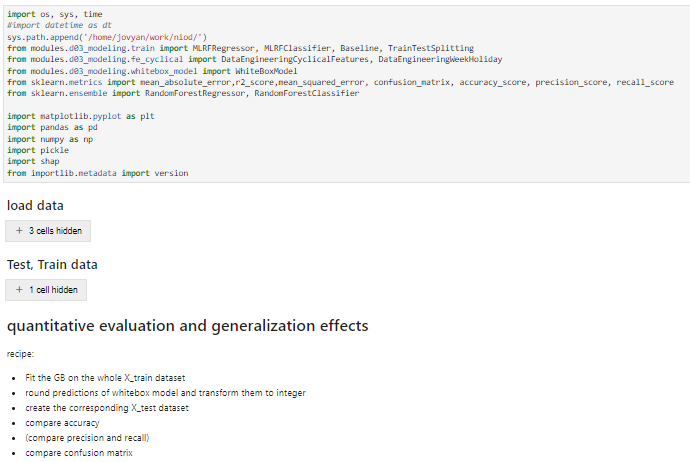 import os, sys, time
#import datetime as dt
sys.path.append('/home/jovyan/work/niod/')
from modules.d03_modeling.train import MLRFRegressor, MLRFClassifier, Baseline, TrainTestSplitting
from modules.d03_modeling.fe_cyclical import DataEngineeringCyclicalFeatures, DataEngineeringWeekHoliday
from modules.d03_modeling.whitebox_model import WhiteBoxModel
from sklearn.metrics import mean_absolute_error,r2_score,mean_squared_error, confusion_matrix, accuracy_score, precision_score, recall_score
from sklearn.ensemble import RandomForestRegressor, RandomForestClassifier
import matplotlib.pyplot as plt
import pandas as pd
import numpy as np
import pickle
import shap
from importlib.metadata import version
load data
+ 3 cells hidden
Test, Train data
+ 1 cell hidden
quantitative evaluation and generalization effects
recipe:
• Fit the GB on the whole X_train dataset
• round predictions of whitebox model and transform them to integer
• create the corresponding X_test dataset
• compare accuracy
• (compare precision and recall)
• compare confusion matrix